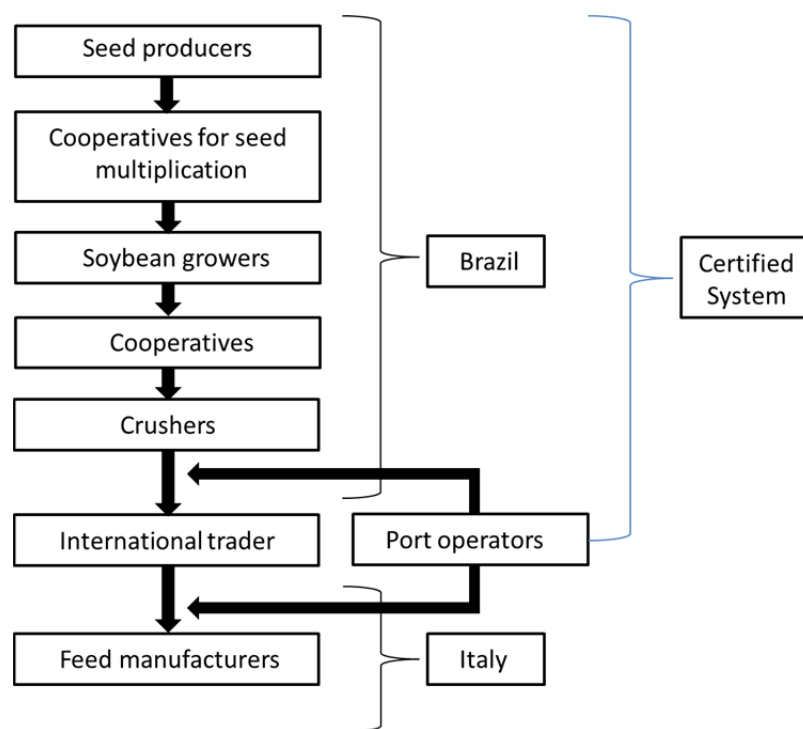 Seed producers
Cooperatives for seed
multiplication
Soybean growers
Brazil
Certified
System
Cooperatives
Crushers
International trader
Port operators
Feed manufacturers
Italy